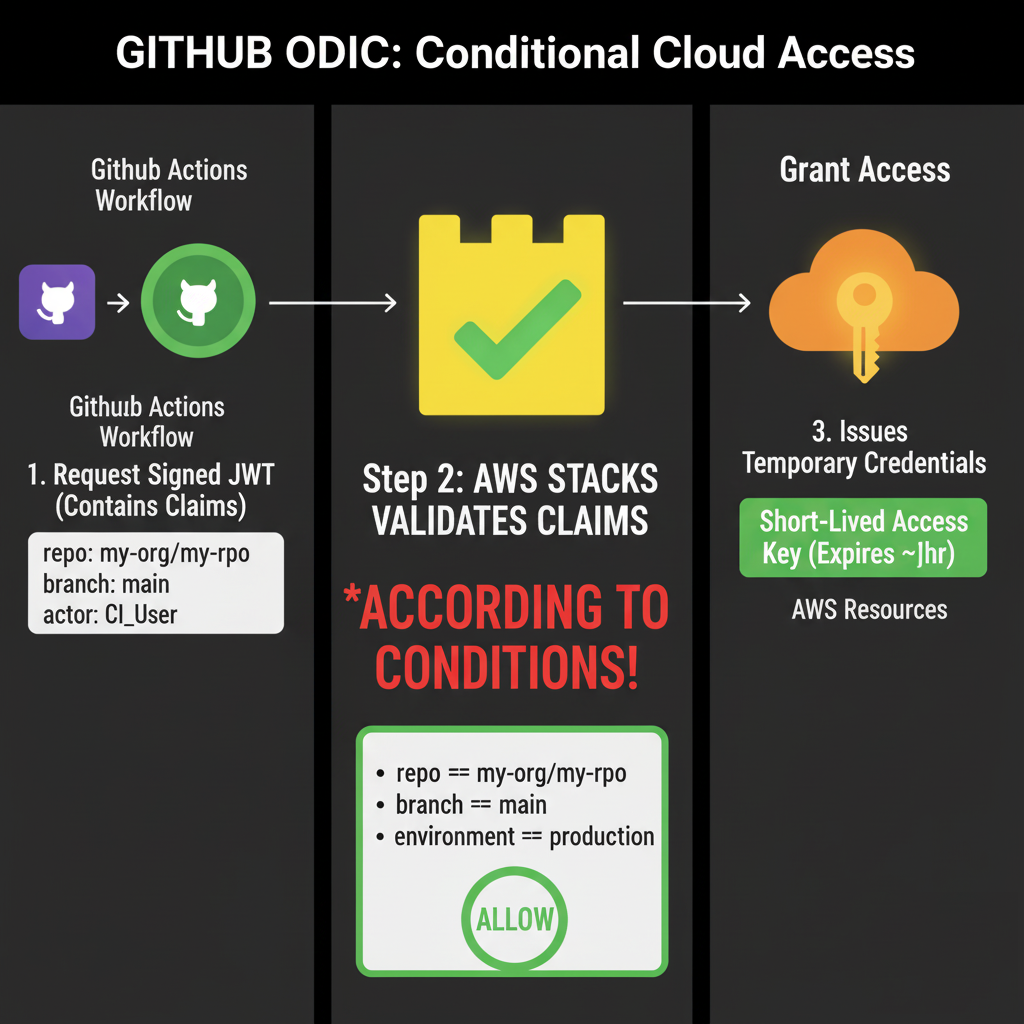 GITHUB ODIC: Conditional Cloud Access
Github Actions
Workflow
Githuıb Actions
Workflow
1. Request Signed JWT
(Contains Claims)
repo: my-org/my-rpo
branch: main
actor: CI_User
Step 2: AWS STACKS
VALIDATES CLAIMS
*ACCORDING TO
CONDITIONS!
• repo == my-org/my-rpo
• branch == main
• environment == production
ALLOW
Grant Access
3. Issues
Temporary Credentials
Short-Lived Access
Key (Expires
AWS Resources